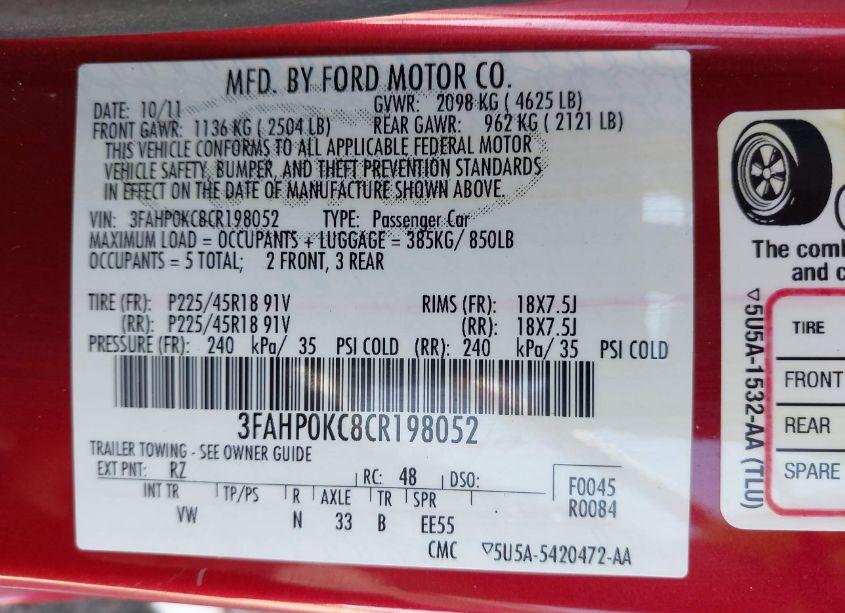 MFD. BY FORD MOTOR CO.
DATE: 10/11 GVWR: 2098 KG ( 4625 LB)
FRONT GAWR: 1136 KG ( 2504 LB) REAR GAWR: 962 KG ( 2121 LB)
THIS VEHICLE CONFORMS TO ALL APPLICABLE FEDERAL MOTOR
VEHICLE SAFETY, BUMPER, AND THEFT PREVENTION STANDARDS
IN EFFECT ON THE DATE OF MANUFACTURE SHOWN ABOVE.
VIN: 3FAHP0KC8CR198052 TYPE: Passenger Car
MAXIMUM LOAD = OCCUPANTS + LUGGAGE = 385KG/ 850LB
OCCUPANTS = 5 TOTAL; 2 FRONT, 3 REAR
TIRE (FR): P225/45R18 91V RIMS (FR): 18X7.5J
(RR): P225/45R18 91V (RR): 18X7.5J
PRESSURE (FR): 240 kPa/ 35 PSI COLD (RR): 240 kPa/ 35 PSI COLD
3FAHP0KC8CR198052
TRAILER TOWING - SEE OWNER GUIDE
EXT PNT: RZ RC: 48 DSO:
INT TR TP/PS R AXLE TR SPR
VW N 33 B EE55
F0045
R0084
CMC ▽5U5A-5420472-AA
The comb
and c
▽5U5A-1532-AA (TLU)
TIRE
FRONT
REAR
SPARE